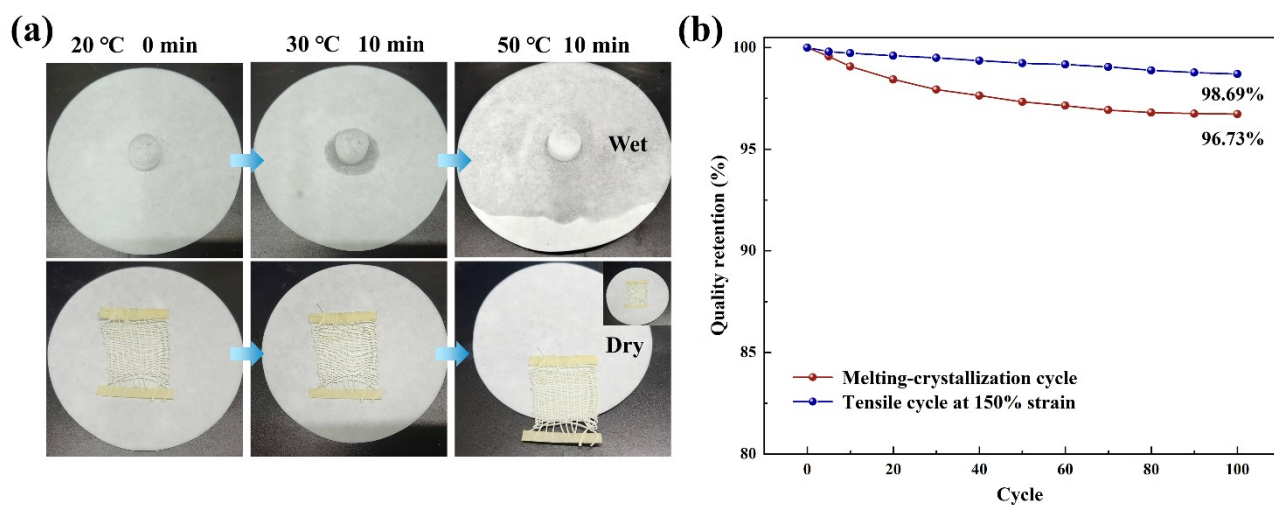 (a)
20 ℃ 0 min
30 ℃ 10 min
50 ℃ 10 min
Wet
Dry
(b)
100
95
90
85
80
Quality retention (%)
98.69%
96.73%
Melting-crystallization cycle
Tensile cycle at 150% strain
0
20
40
60
80
100
Cycle